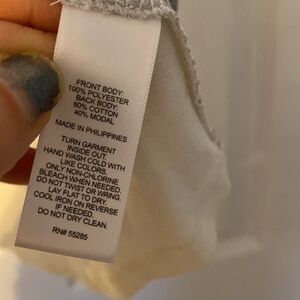 FRONT BODY:
100% POLYESTER
BACK BODY:
60% COTTON
40% MODAL
MADE IN PHILIPPINES
TURN GARMENT
INSIDE OUT.
HAND WASH COLD WITH
LIKE COLORS.
ONLY NON-CHLORINE
BLEACH WHEN NEEDED.
DO NOT TWIST OR WRING.
LAY FLAT TO DRY.
COOL IRON ON REVERSE
IF NEEDED.
DO NOT DRY CLEAN.
RN# 55285